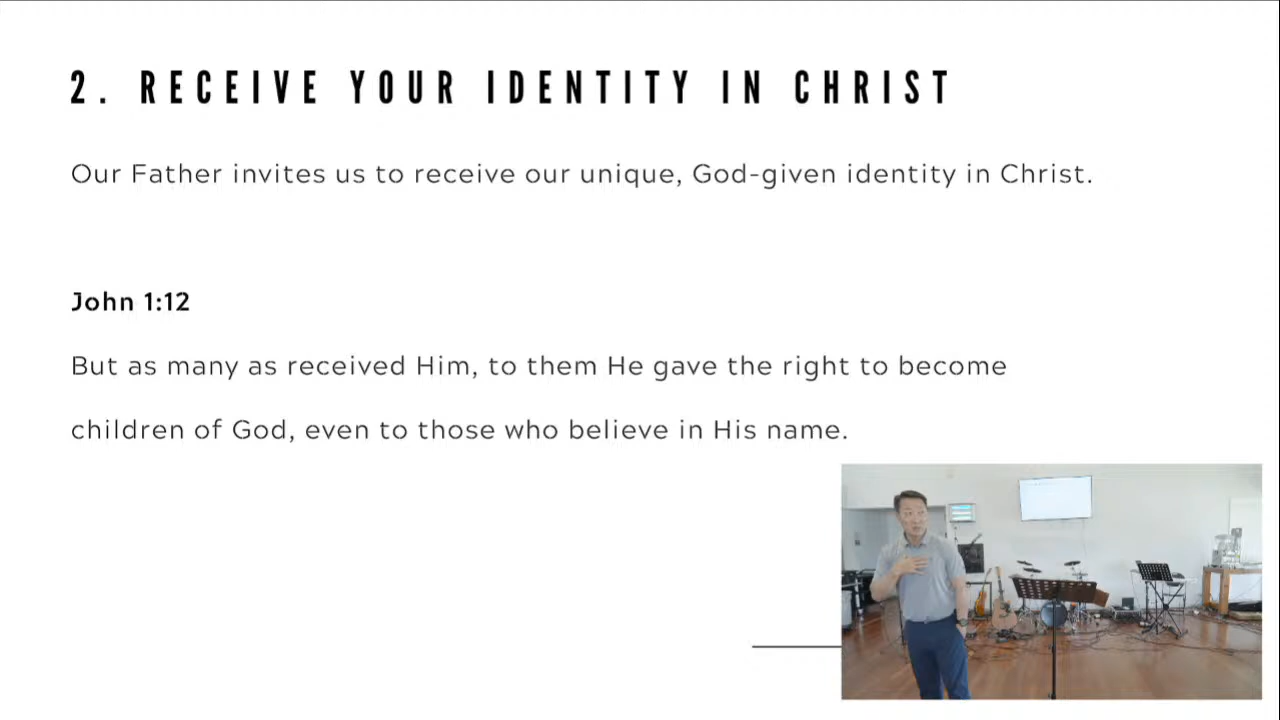 2. RECEIVE YOUR IDENTITY IN CHRIST
Our Father invites us to receive our unique, God-given identity in Christ.
John 1:12
But as many as received Him, to them He gave the right to become
children of God, even to those who believe in His name.